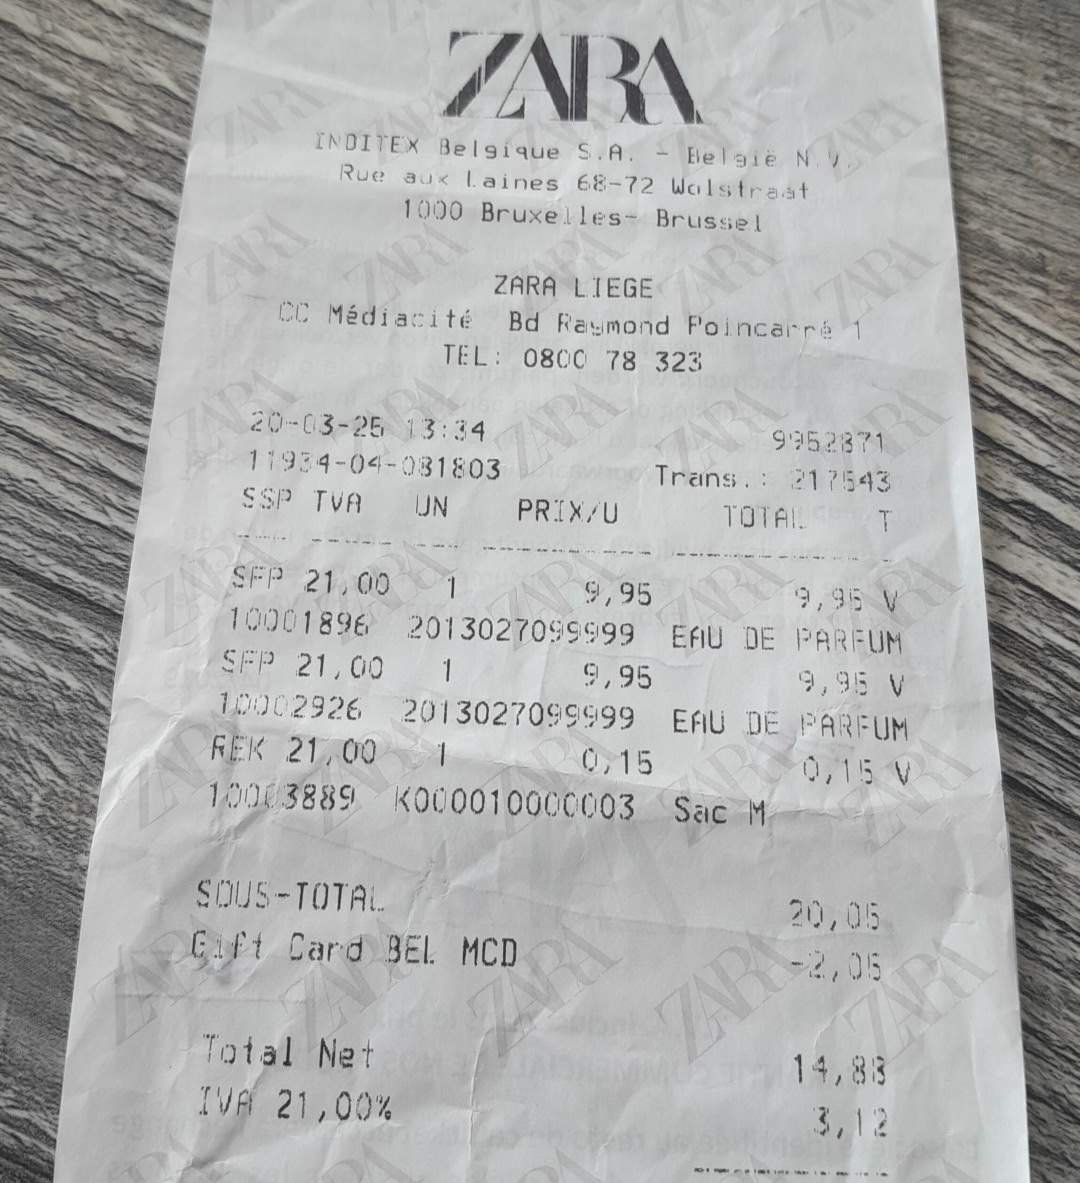 ZARA
INDITEX Belgique S.A. - België N.V.
Rue aux Laines 68-72 Wolstraat
1000 Bruxelles- Brussel
ZARA LIEGE
CC Médiacité Bd Raymond Poincarré 1
TEL: 0800 78 323
20-03-25 13:34 9952871
11934-04-081803 Trans.: 217543
SSP TVA UN PRIX/U TOTAL T
SFP 21,00 1 9,95 9,95 V
10001896 2013027099999 EAU DE PARFUM
SFP 21,00 1 9,95 9,95 V
10002926 2013027099999 EAU DE PARFUM
REK 21,00 1 0,15 0,15 V
10003889 K000010000003 Sac M
SOUS-TOTAL 20,05
Gift Card BEL MCD -2,05
Total Net 14,88
IVA 21,00% 3,12